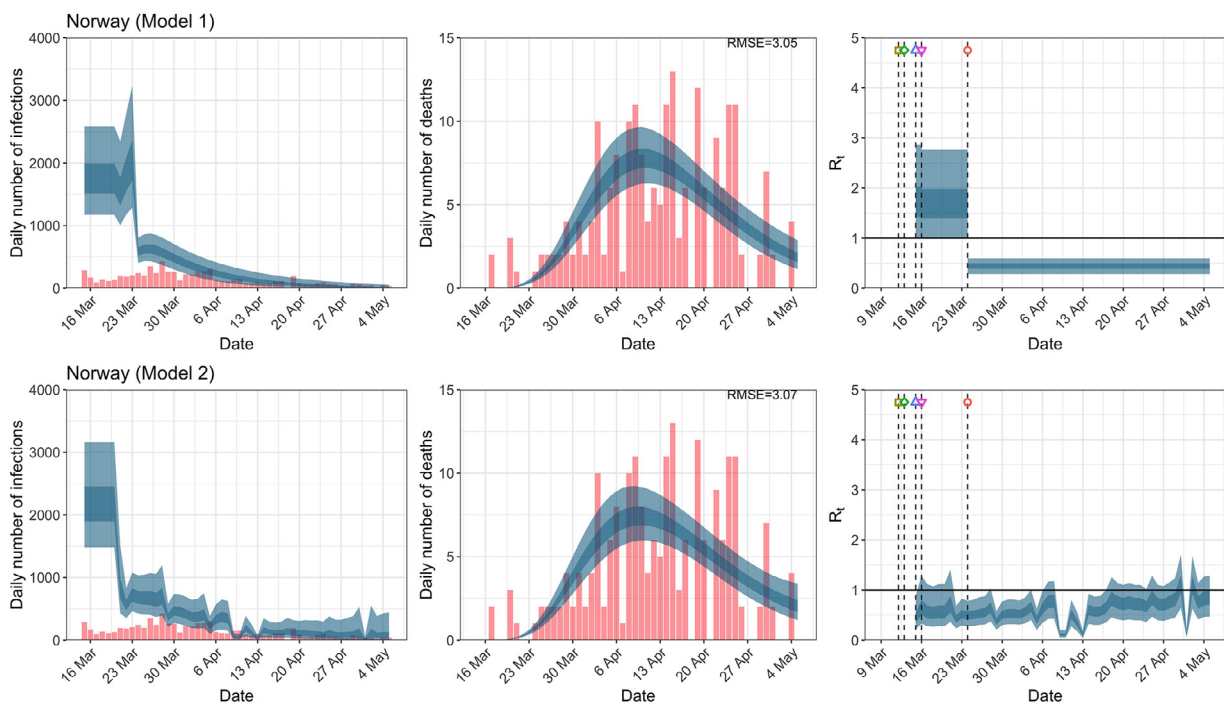 Norway (Model 1)
Daily number of infections
4000
3000
2000
1000
0
16 Mar
23 Mar
30 Mar
6 Apr
13 Apr
20 Apr
27 Apr
4 May
Date
Daily number of deaths
15
10
5
0
RMSE=3.05
16 Mar
23 Mar
30 Mar
6 Apr
13 Apr
20 Apr
27 Apr
4 May
Date
Rt
5
4
3
2
1
0
9 Mar
16 Mar
23 Mar
30 Mar
6 Apr
13 Apr
20 Apr
27 Apr
4 May
Date
Norway (Model 2)
Daily number of infections
4000
3000
2000
1000
0
16 Mar
23 Mar
30 Mar
6 Apr
13 Apr
20 Apr
27 Apr
4 May
Date
Daily number of deaths
15
10
5
0
RMSE=3.07
16 Mar
23 Mar
30 Mar
6 Apr
13 Apr
20 Apr
27 Apr
4 May
Date
Rt
5
4
3
2
1
0
9 Mar
16 Mar
23 Mar
30 Mar
6 Apr
13 Apr
20 Apr
27 Apr
4 May
Date